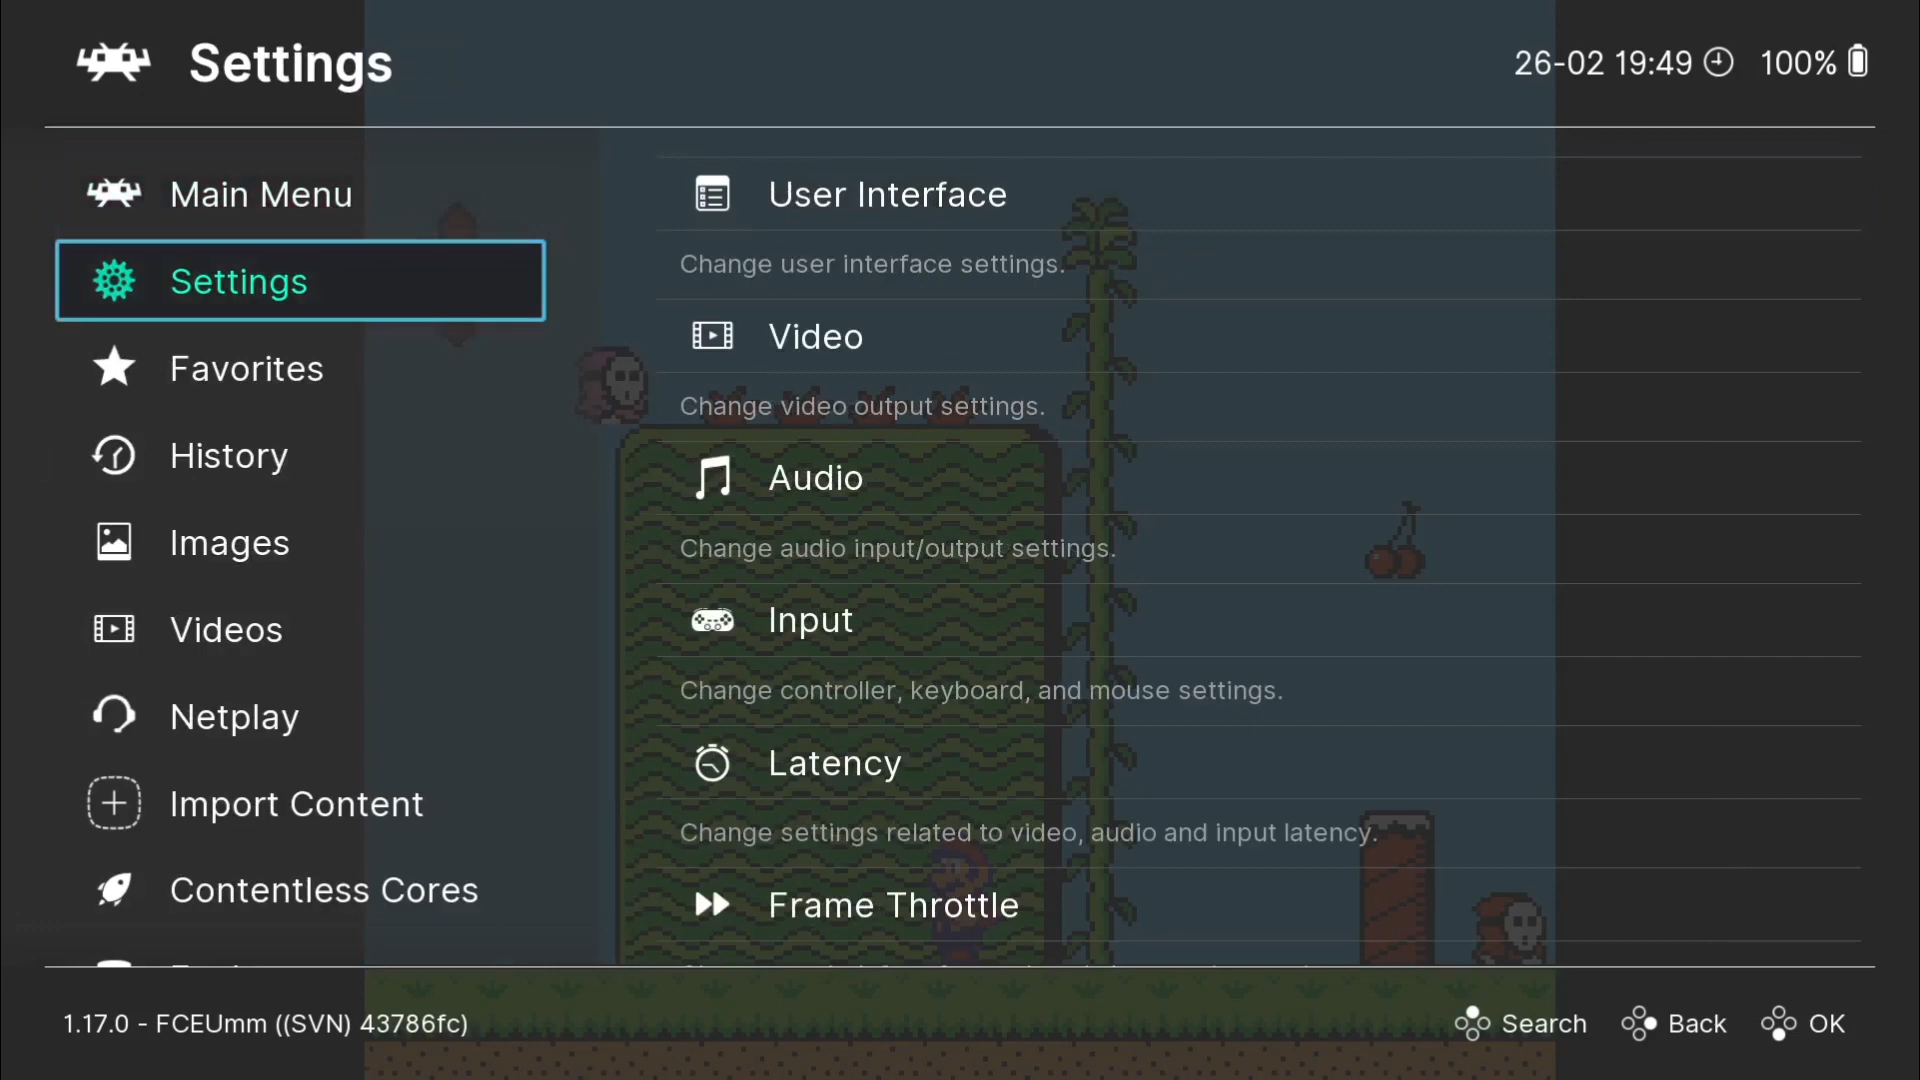 Settings
26-02 19:49 100%
Main Menu
Settings
Favorites
History
Images
Videos
Netplay
Import Content
Contentless Cores
User Interface
Change user interface settings.
Video
Change video output settings.
Audio
Change audio input/output settings.
Input
Change controller, keyboard, and mouse settings.
Latency
Change settings related to video, audio and input latency.
Frame Throttle
1.17.0 - FCEUmm ((SVN) 43786fc)
Search Back OK